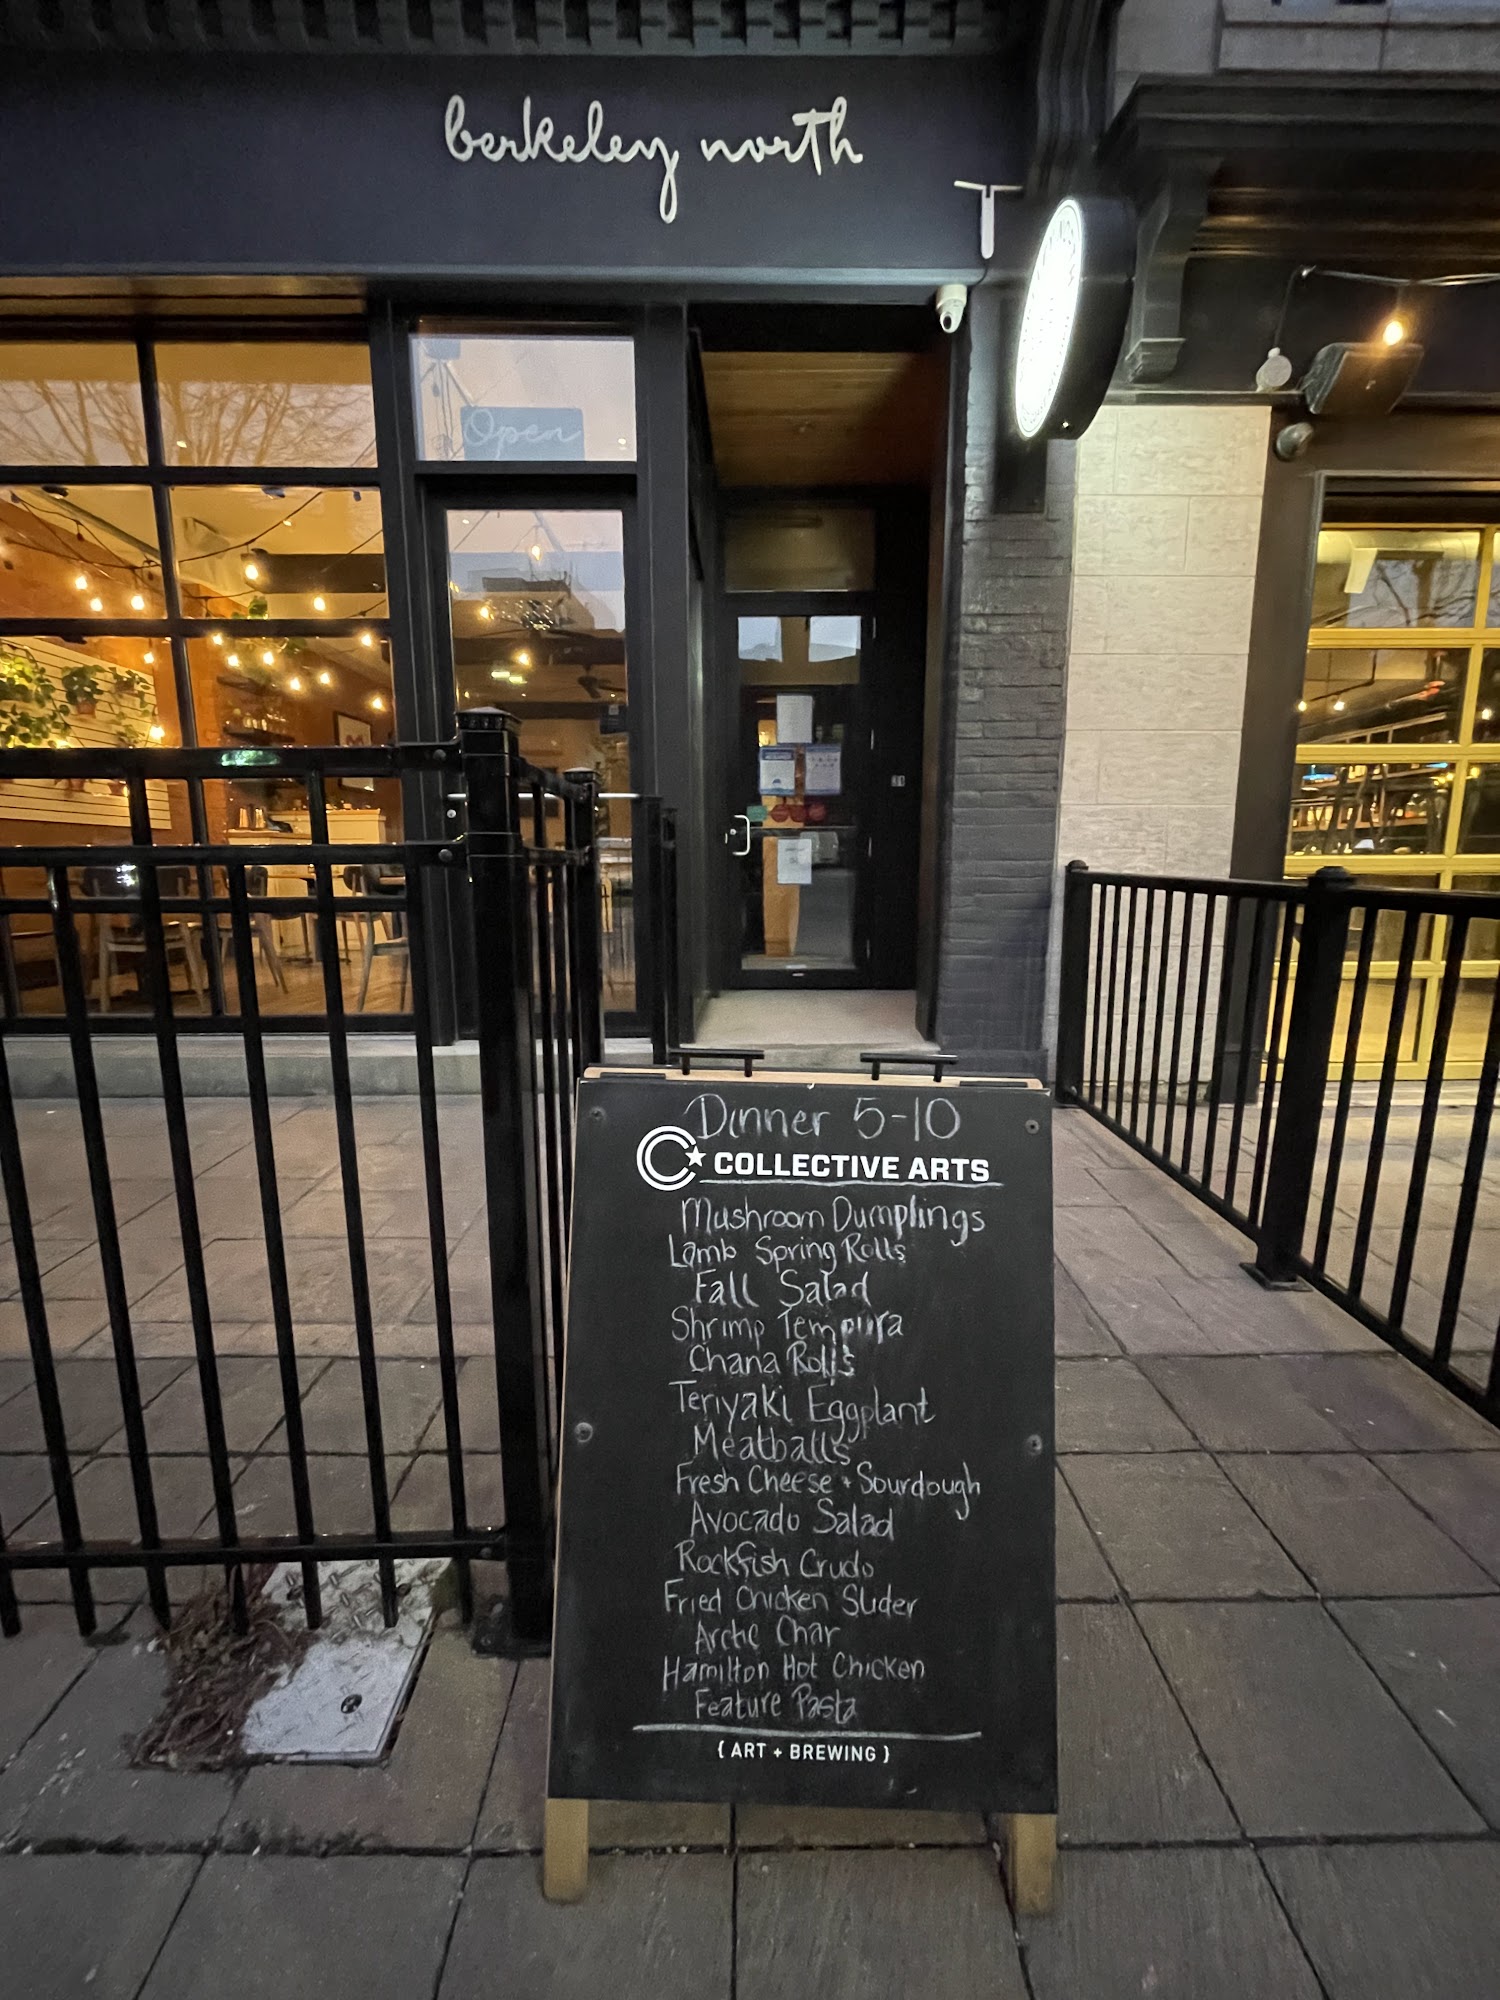 berkeley north
Open
Dinner 5-10
COLLECTIVE ARTS
Mushroom Dumplings
Lamb Spring Rolls
Fall Salad
Shrimp Tempura
Chana Rolls
Teriyaki Eggplant
Meatballs
Fresh Cheese + Sourdough
Avocado Salad
Rockfish Crudo
Fried Chicken Slider
Artic Char
Hamilton Hot Chicken
Feature Pasta
{ ART + BREWING }